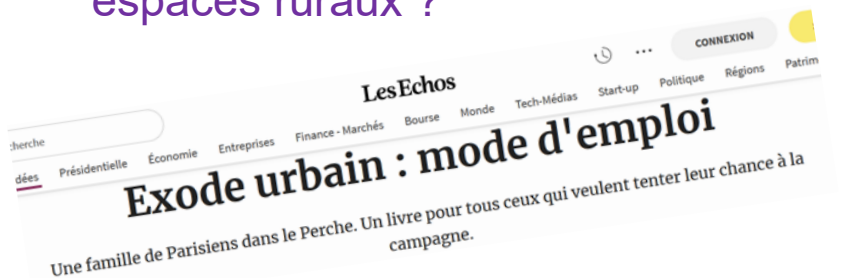 espaces ruraux ?
CONNEXION
Les Echos
herche
dées Présidentielle Économie Entreprises Finance - Marchés Bourse Monde Tech-Médias Start-up Politique Régions Patrim
Exode urbain : mode d'emploi
Une famille de Parisiens dans le Perche. Un livre pour tous ceux qui veulent tenter leur chance à la
campagne.